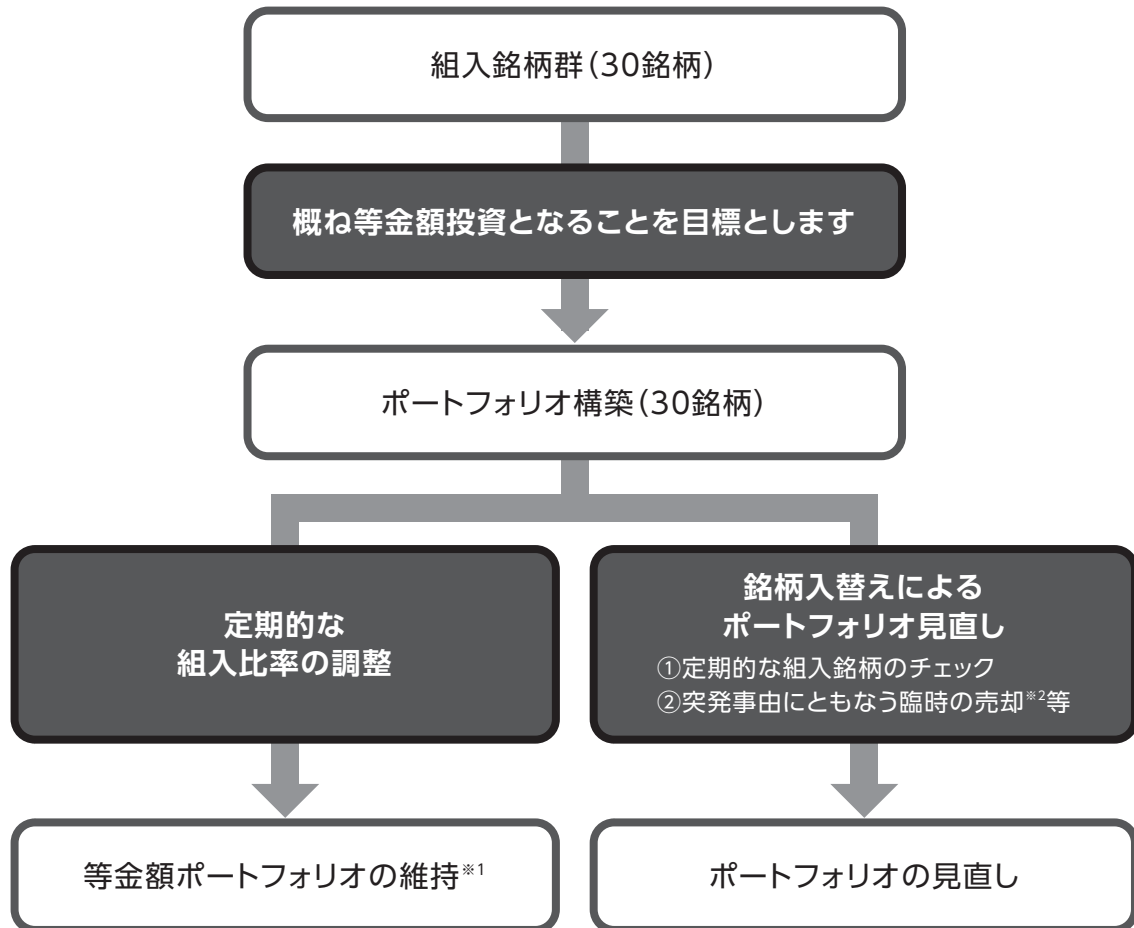 組入銘柄群(30銘柄)
概ね等金額投資となることを目標とします
ポートフォリオ構築(30銘柄)
定期的な
組入比率の調整
銘柄入替えによる
ポートフォリオ見直し
①定期的な組入銘柄のチェック
②突発事由にともなう臨時の売却※2等
等金額ポートフォリオの維持※1
ポートフォリオの見直し